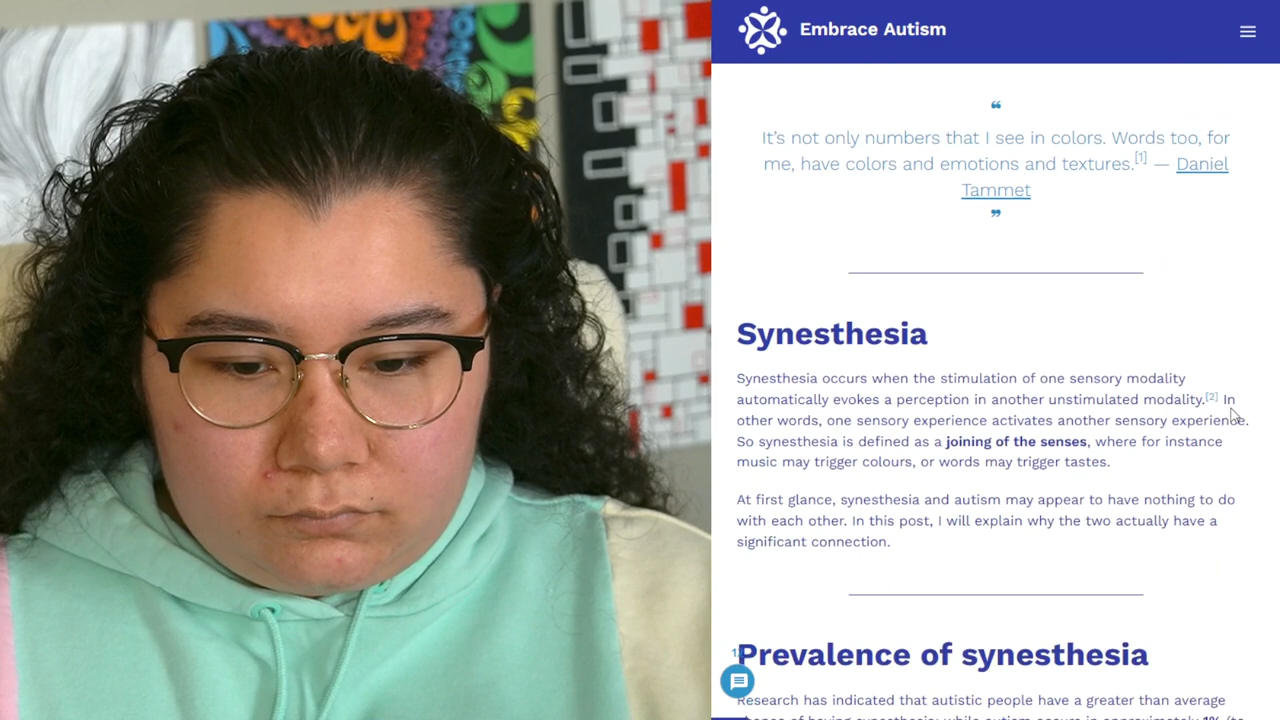 Embrace Autism
❝
It’s not only numbers that I see in colors. Words too, for
me, have colors and emotions and textures.[1] — Daniel
Tammet
❞
Synesthesia
Synesthesia occurs when the stimulation of one sensory modality
automatically evokes a perception in another unstimulated modality.[2] In
other words, one sensory experience activates another sensory experience.
So synesthesia is defined as a joining of the senses, where for instance
music may trigger colours, or words may trigger tastes.
At first glance, synesthesia and autism may appear to have nothing to do
with each other. In this post, I will explain why the two actually have a
significant connection.
Prevalence of synesthesia
Research has indicated that autistic people have a greater than average